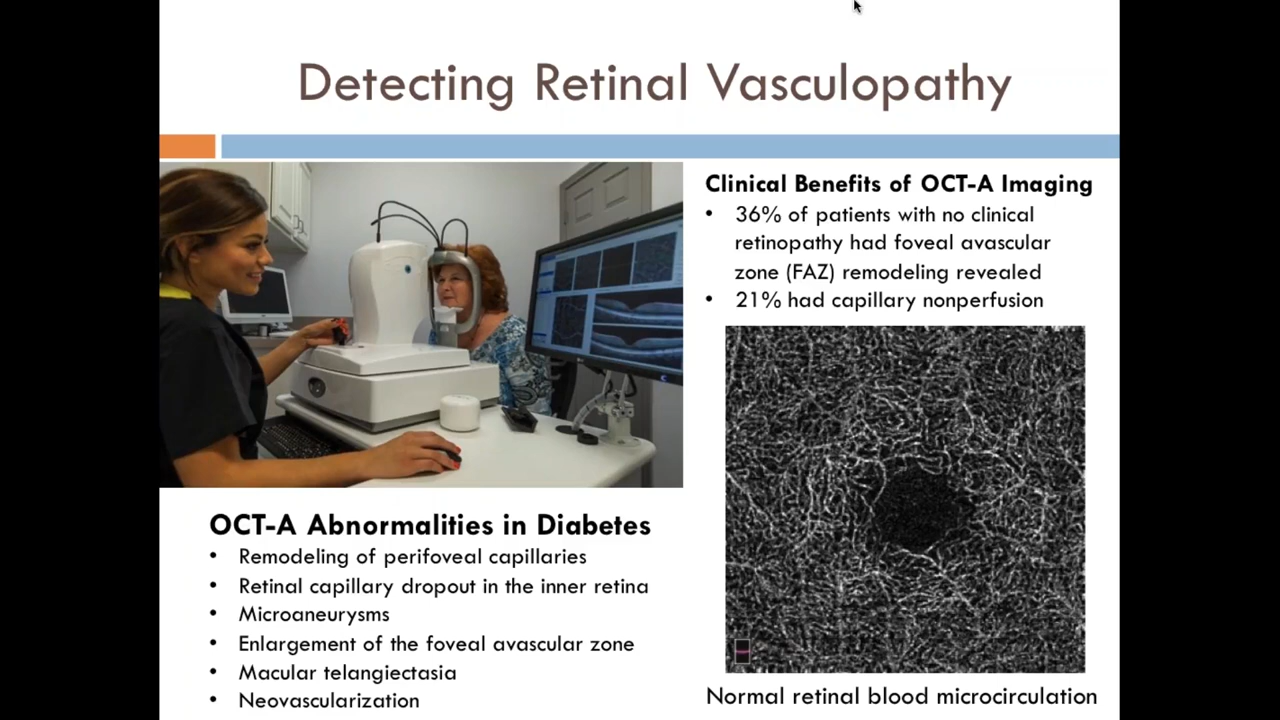 Detecting Retinal Vasculopathy
Clinical Benefits of OCT-A Imaging
• 36% of patients with no clinical
retinopathy had foveal avascular
zone (FAZ) remodeling revealed
• 21% had capillary nonperfusion
OCT-A Abnormalities in Diabetes
• Remodeling of perifoveal capillaries
• Retinal capillary dropout in the inner retina
• Microaneurysms
• Enlargement of the foveal avascular zone
• Macular telangiectasia
• Neovascularization
Normal retinal blood microcirculation